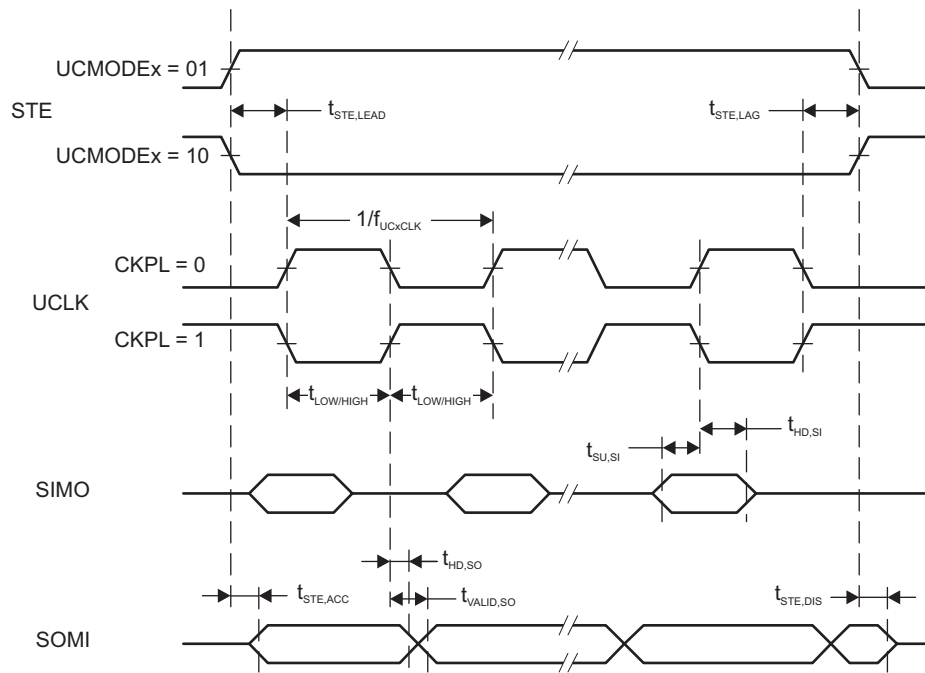 UCMODEx = 01
STE
t_STE,LEAD
t_STE,LAG
UCMODEx = 10
1/f_UCxCLK
CKPL = 0
UCLK
CKPL = 1
t_LOW/HIGH t_LOW/HIGH
t_HD,SI
t_SU,SI
SIMO
t_HD,SO
t_STE,ACC
t_VALID,SO
t_STE,DIS
SOMI